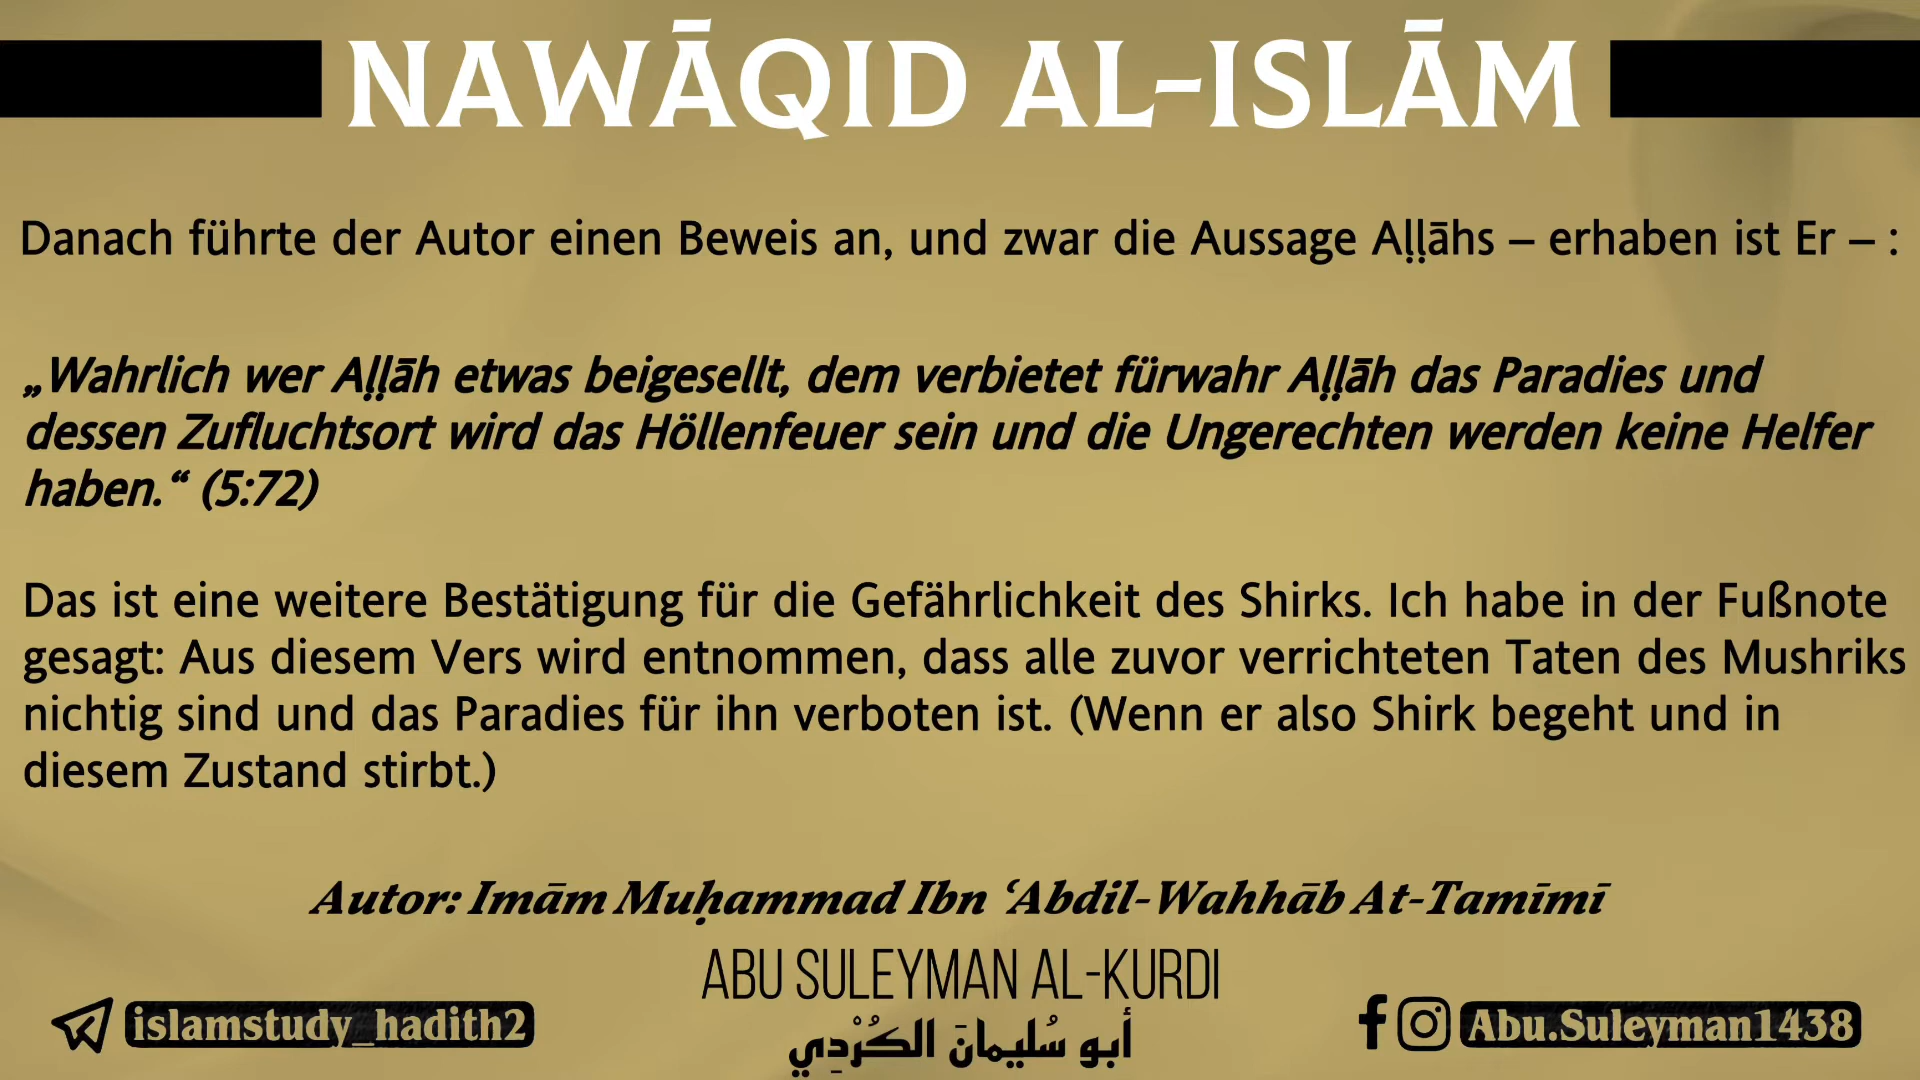 NAWĀQID AL-ISLĀM
Danach führte der Autor einen Beweis an, und zwar die Aussage Aḷḷāhs – erhaben ist Er – :
„Wahrlich wer Aḷḷāh etwas beigesellt, dem verbietet fürwahr Aḷḷāh das Paradies und
dessen Zufluchtsort wird das Höllenfeuer sein und die Ungerechten werden keine Helfer
haben.“ (5:72)
Das ist eine weitere Bestätigung für die Gefährlichkeit des Shirks. Ich habe in der Fußnote
gesagt: Aus diesem Vers wird entnommen, dass alle zuvor verrichteten Taten des Mushriks
nichtig sind und das Paradies für ihn verboten ist. (Wenn er also Shirk begeht und in
diesem Zustand stirbt.)
Autor: Imām Muḥammad Ibn ‘Abdil-Wahhāb At-Tamīmī
ABU SULEYMAN AL-KURDI
أبو سُليمانَ الكُرْدِي
islamstudy_hadith2
Abu.Suleyman1438